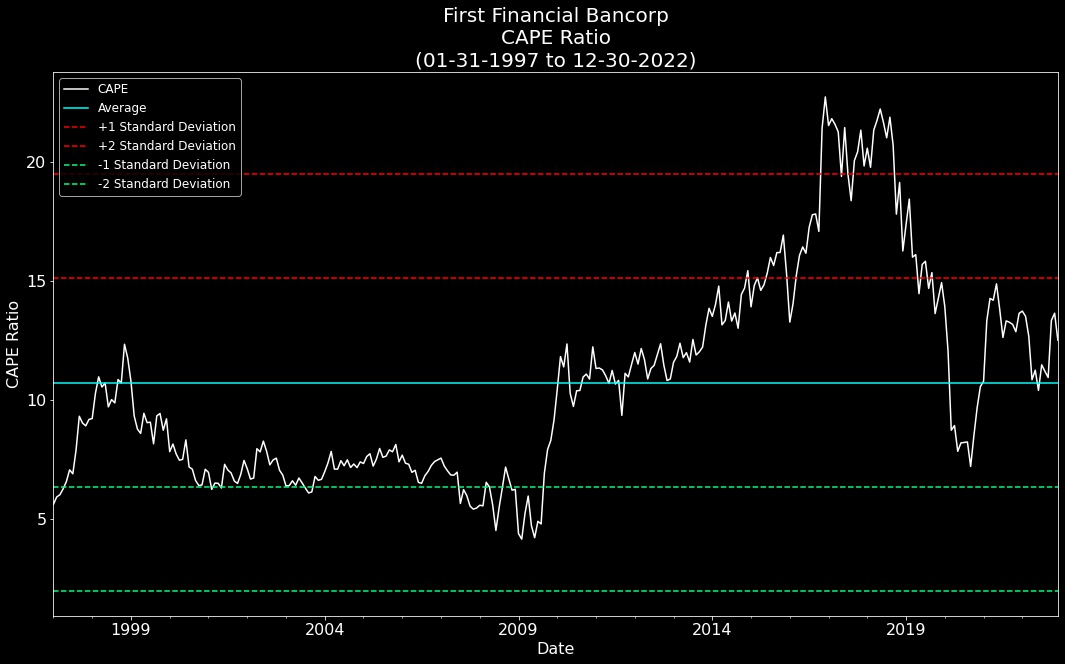 First Financial Bancorp
CAPE Ratio
(01-31-1997 to 12-30-2022)
CAPE
Average
+1 Standard Deviation
+2 Standard Deviation
-1 Standard Deviation
-2 Standard Deviation
CAPE Ratio
20
15
10
5
1999 2004 2009 2014 2019
Date